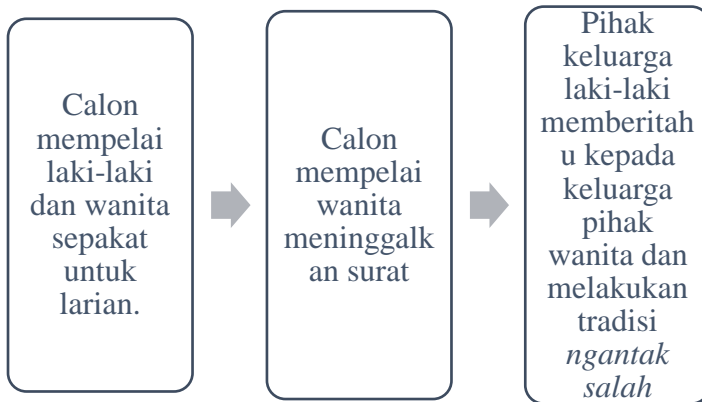 Calon
mempelai
laki-laki
dan wanita
sepakat
untuk
larian.
Calon
mempelai
wanita
meninggalk
an surat
Pihak
keluarga
laki-laki
memberitah
u kepada
keluarga
pihak
wanita dan
melakukan
tradisi
ngantak
salah